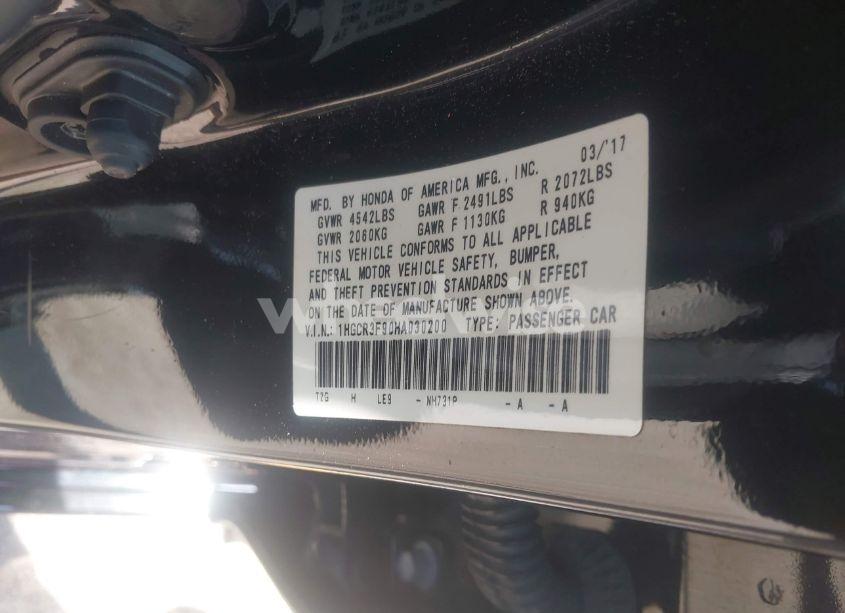 03/'17
MFD. BY HONDA OF AMERICA MFG., INC.
GVWR 4542LBS GAWR F 2491LBS R 2072LBS
GVWR 2060KG GAWR F 1130KG R 940KG
THIS VEHICLE CONFORMS TO ALL APPLICABLE
FEDERAL MOTOR VEHICLE SAFETY, BUMPER,
AND THEFT PREVENTION STANDARDS IN EFFECT
ON THE DATE OF MANUFACTURE SHOWN ABOVE.
V.I.N.: 1HGCR3F90HA030200 TYPE: PASSENGER CAR
T2G H LE9 - NH731P - A - A